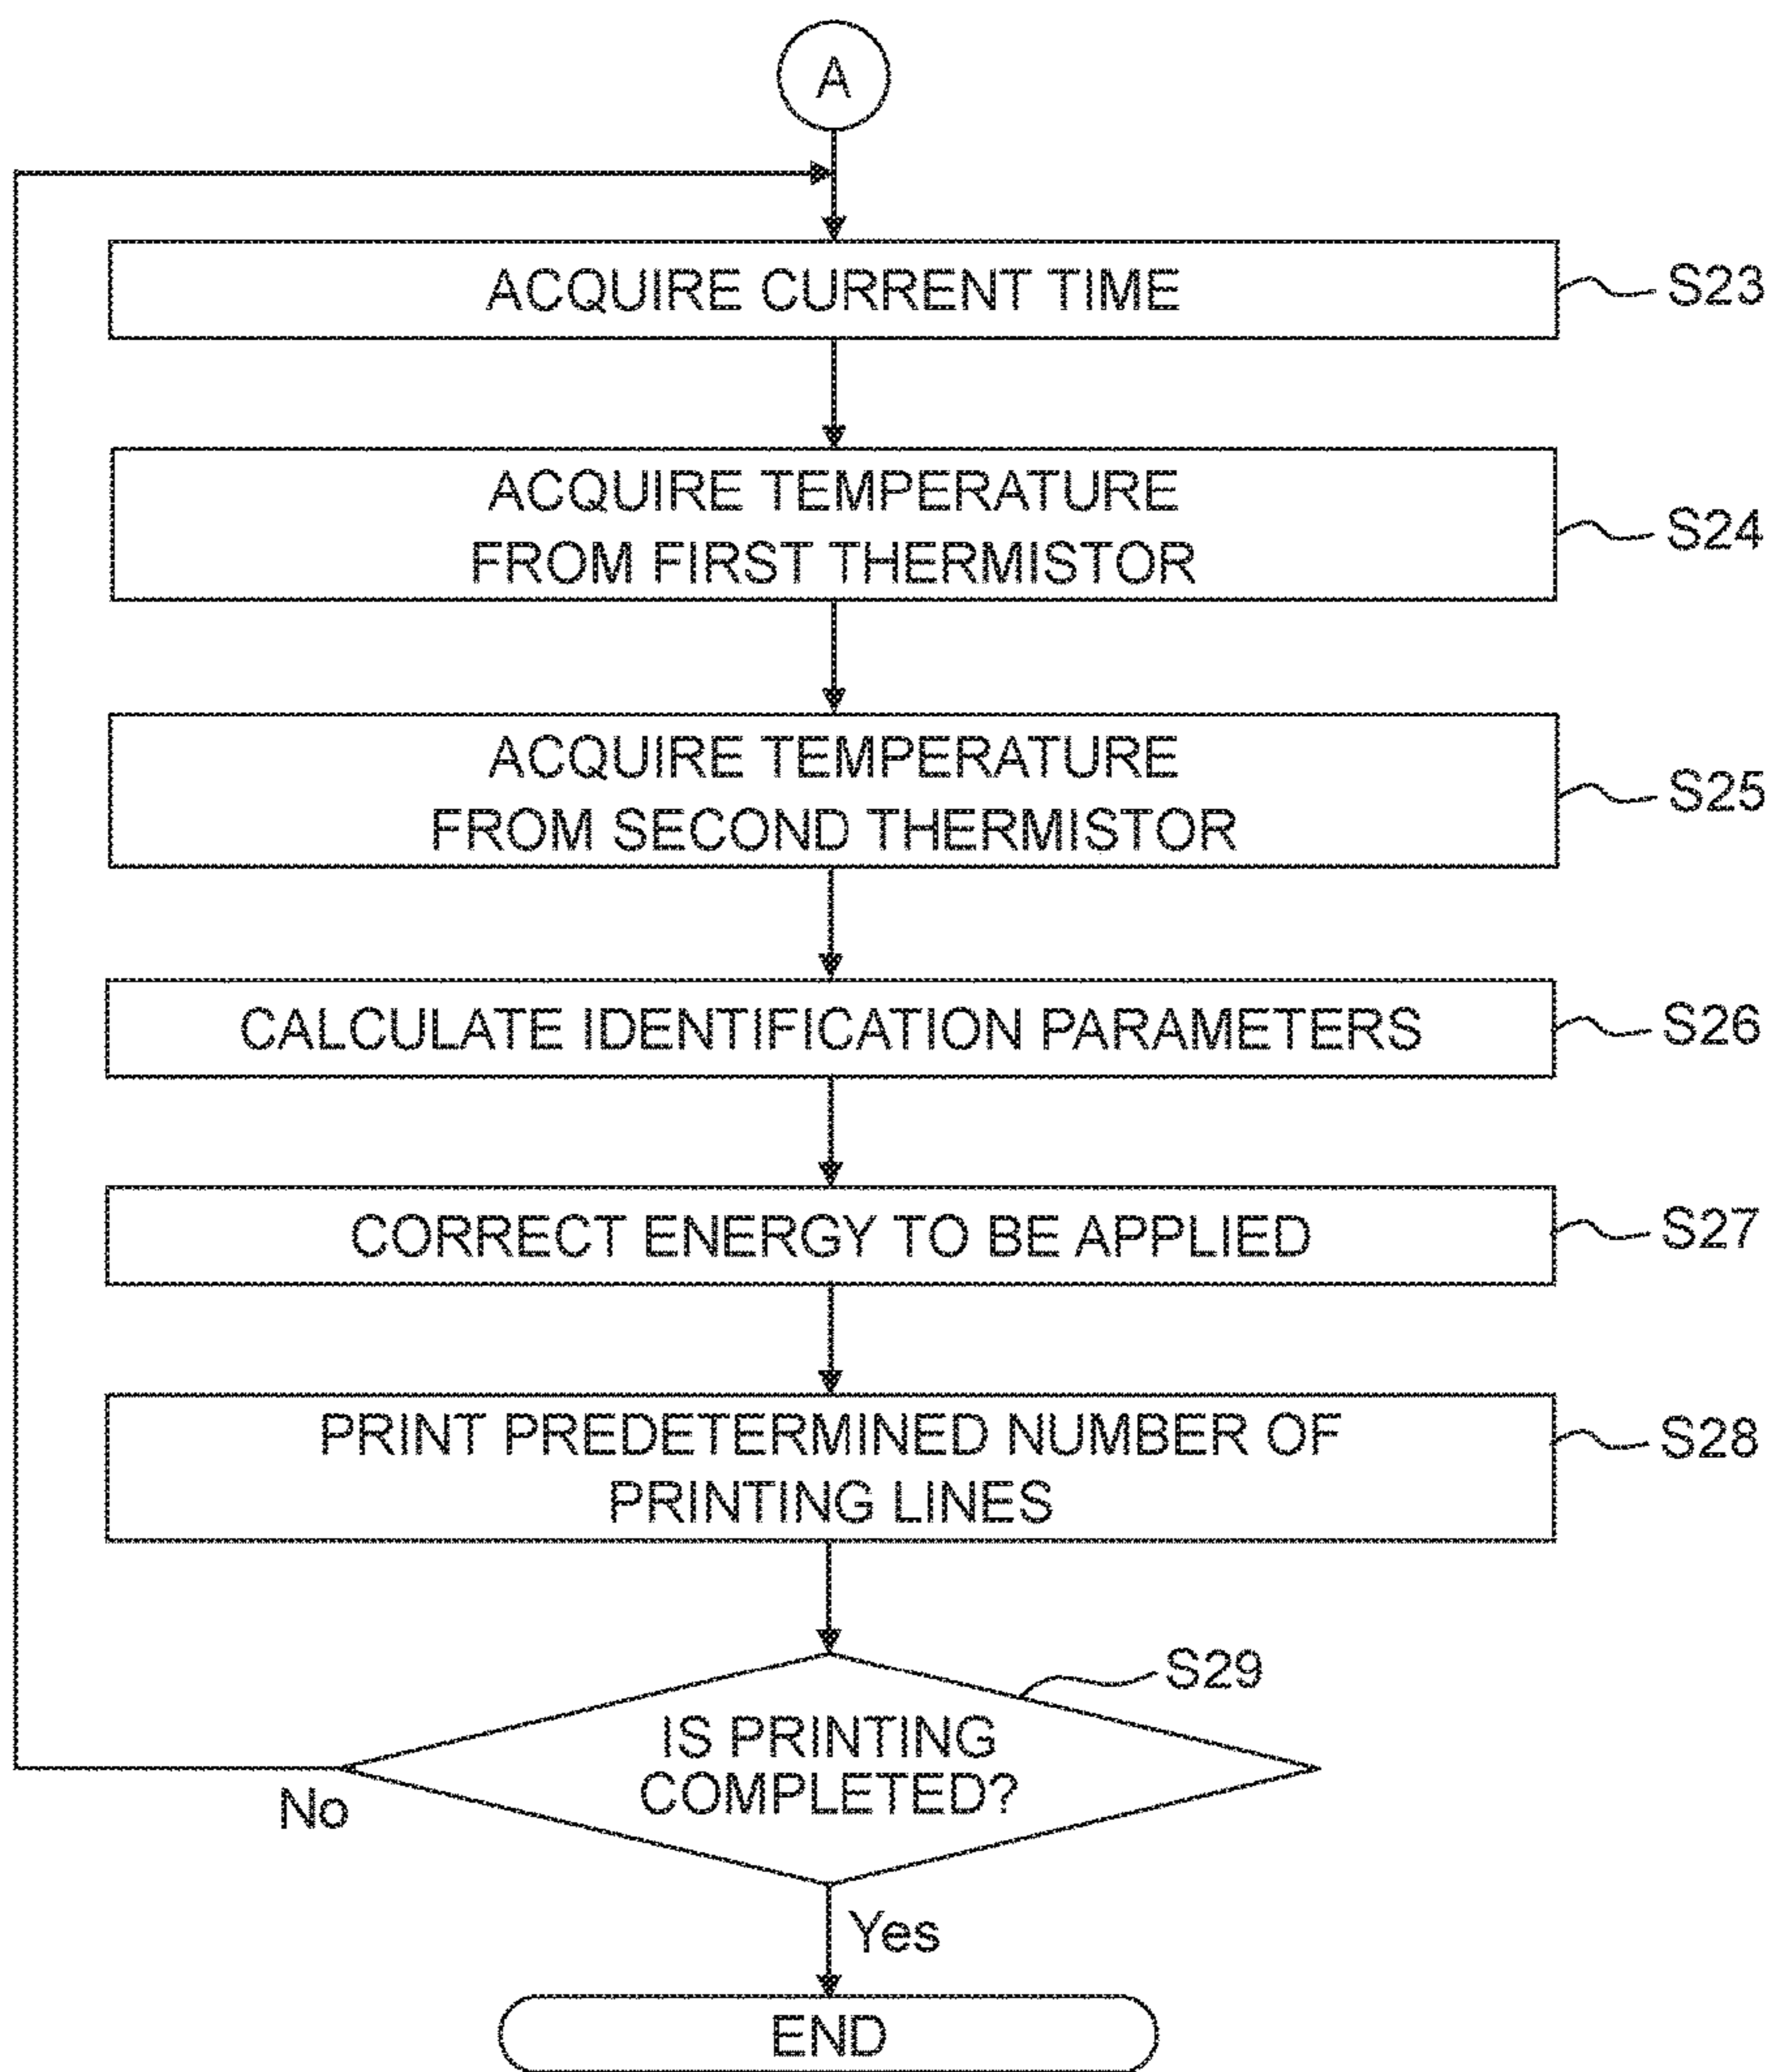 A
ACQUIRE CURRENT TIME
S23
ACQUIRE TEMPERATURE
FROM FIRST THERMISTOR
S24
ACQUIRE TEMPERATURE
FROM SECOND THERMISTOR
S25
CALCULATE IDENTIFICATION PARAMETERS
S26
CORRECT ENERGY TO BE APPLIED
S27
PRINT PREDETERMINED NUMBER OF
PRINTING LINES
S28
S29
IS PRINTING
COMPLETED?
No
Yes
END